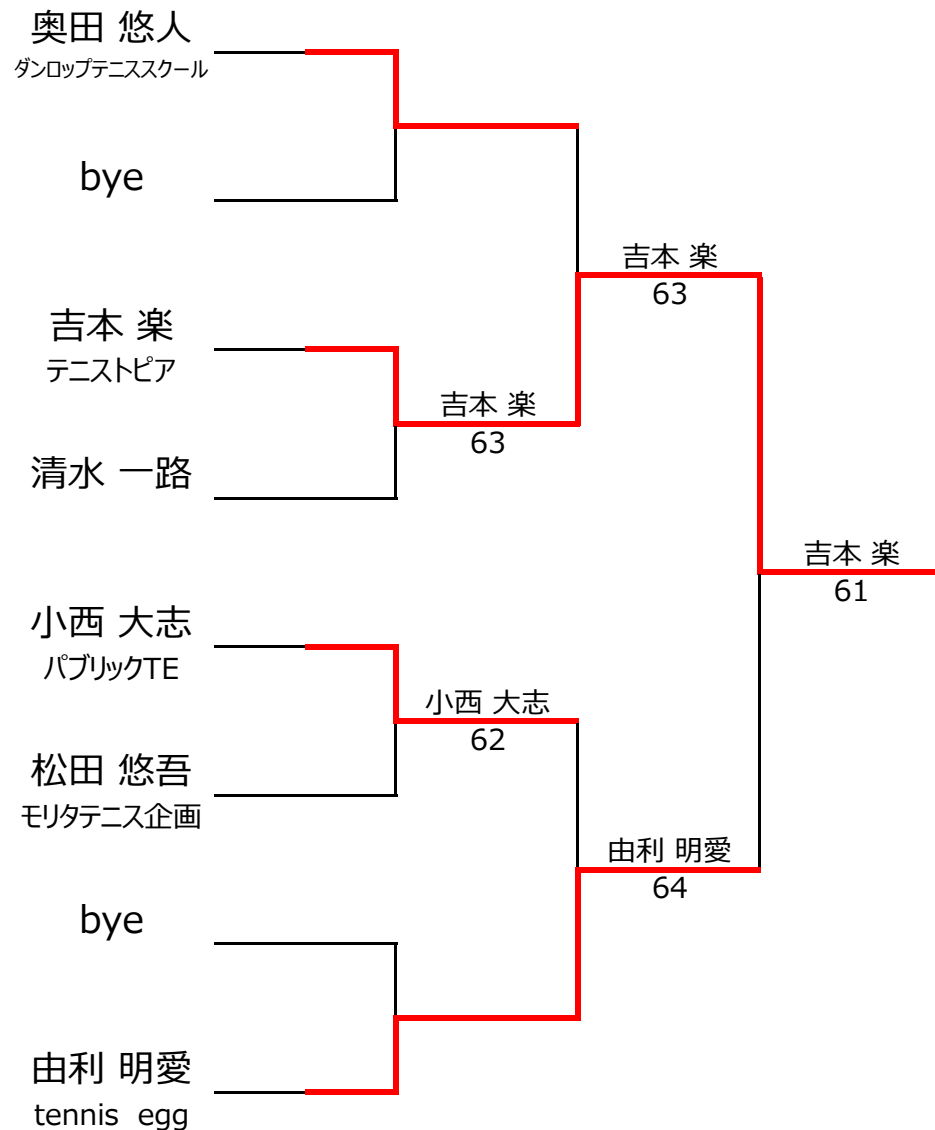 奥田 悠人
ダンロップテニススクール
bye
吉本 楽
63
吉本 楽
テニストピア
吉本 楽
63
清水 一路
吉本 楽
61
小西 大志
パブリックTE
小西 大志
62
松田 悠吾
モリタテニス企画
由利 明愛
64
bye
由利 明愛
tennis egg